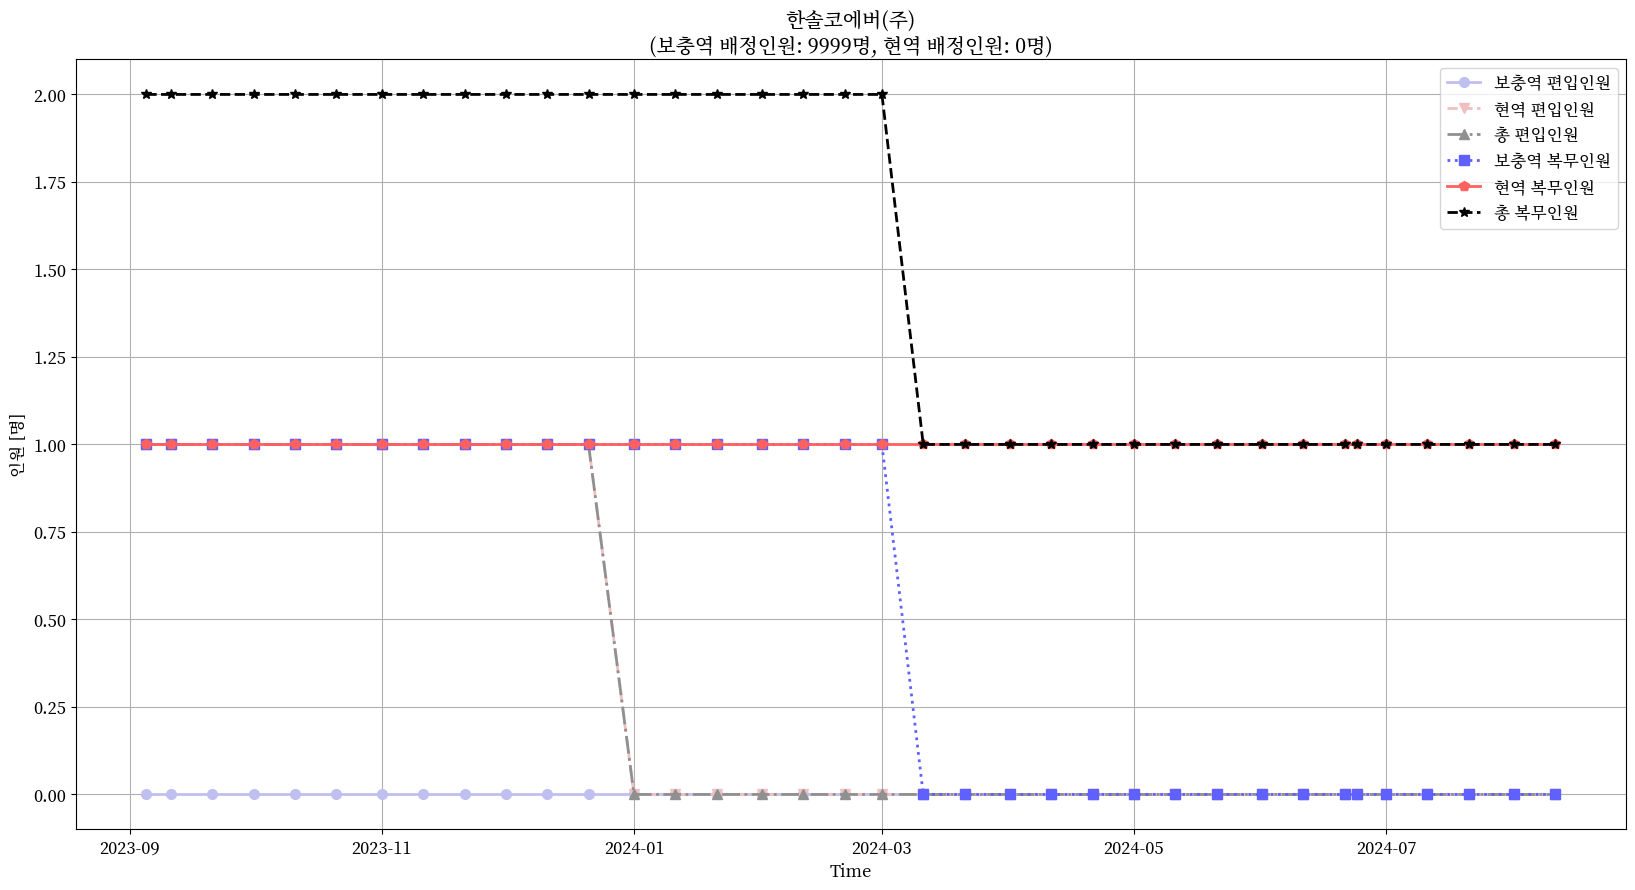 한솔코에버(주)
(보충역 배정인원: 9999명, 현역 배정인원: 0명)
보충역 편입인원
현역 편입인원
총 편입인원
보충역 복무인원
현역 복무인원
총 복무인원
인원 [명]
2.00
1.75
1.50
1.25
1.00
0.75
0.50
0.25
0.00
2023-09
2023-11
2024-01
2024-03
2024-05
2024-07
Time